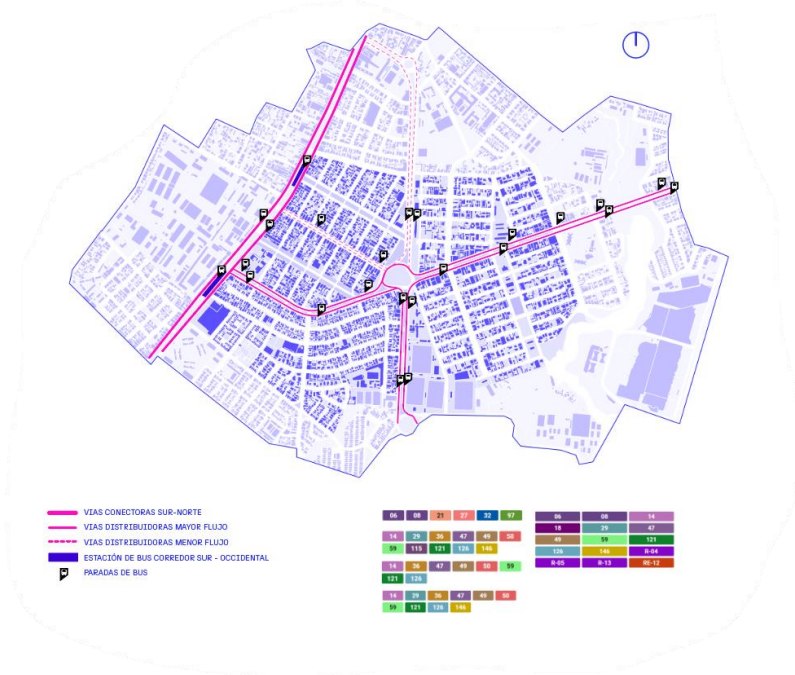 VIAS CONECTORAS SUR-NORTE
VIAS DISTRIBUIDORAS MAYOR FLUJO
VIAS DISTRIBUIDORAS MENOR FLUJO
ESTACIÓN DE BUS CORREDOR SUR - OCCIDENTAL
PARADAS DE BUS
06 08 21 27 32 97
14 29 36 47 49 50
59 115 121 126 146
14 36 47 49 50 59
121 126
14 29 36 47 49 50
59 121 126 146
06 08 14
18 29 47
49 59 121
126 146 R-04
R-05 R-13 RE-12